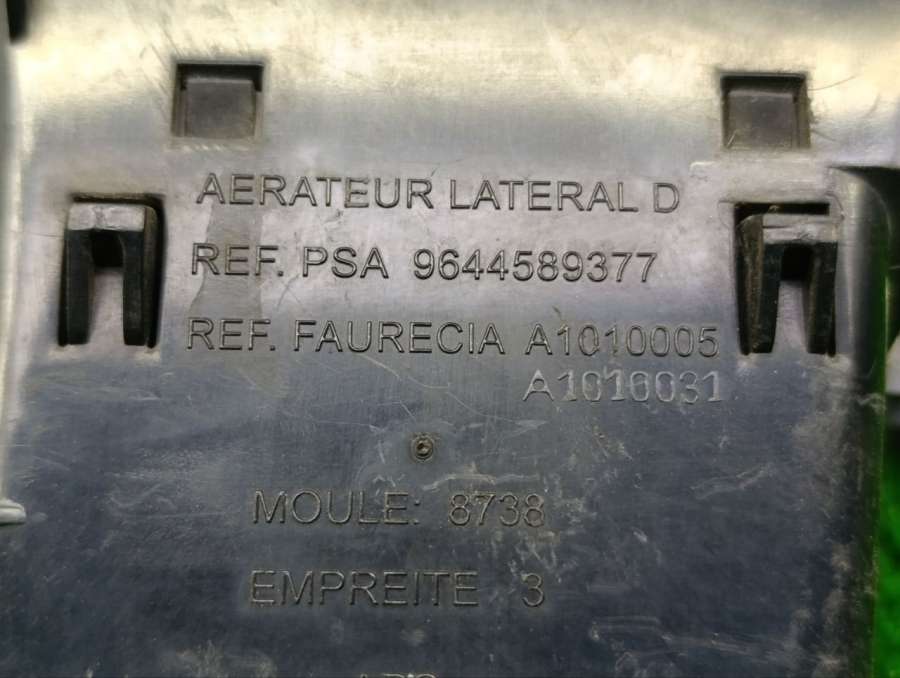 AERATEUR LATERAL D
REF. PSA 9644589377
REF. FAURECIA A1010005
A1010031
MOULE: 8738
EMPREITE 3